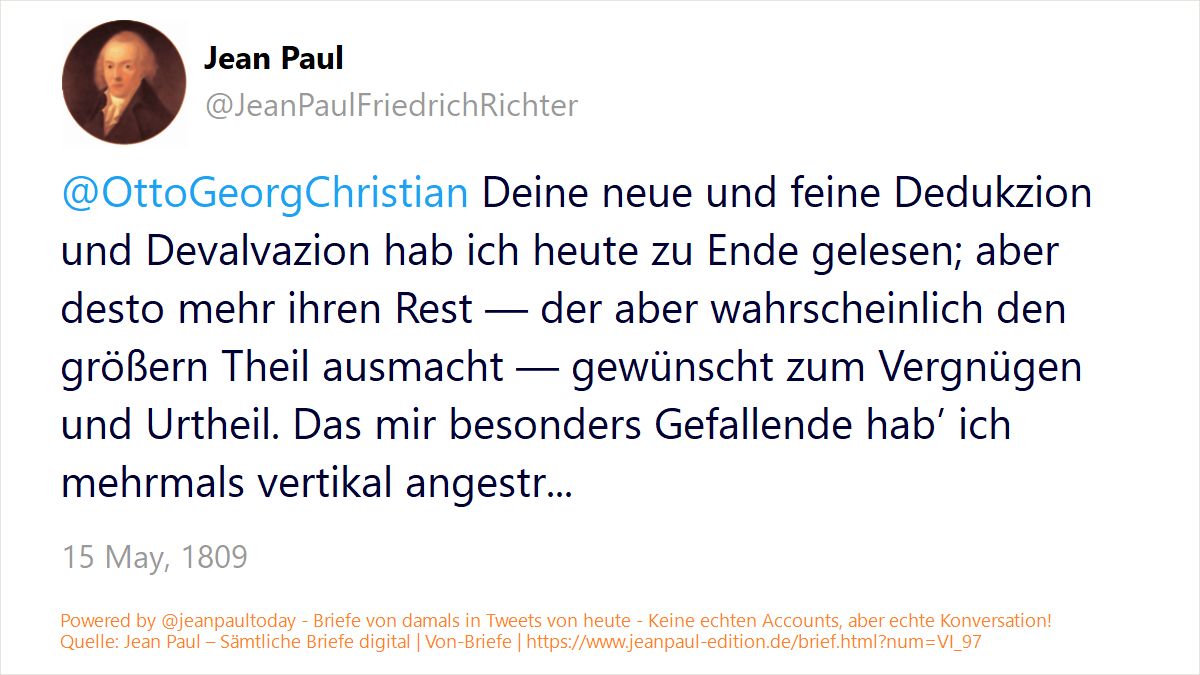 Jean Paul
@JeanPaulFriedrichRichter
@OttoGeorgChristian Deine neue und feine Dedukzion
und Devalvazion hab ich heute zu Ende gelesen; aber
desto mehr ihren Rest — der aber wahrscheinlich den
größern Theil ausmacht — gewünscht zum Vergnügen
und Urtheil. Das mir besonders Gefallende hab’ ich
mehrmals vertikal angestr...
15 May, 1809
Powered by @jeanpaultoday - Briefe von damals in Tweets von heute - Keine echten Accounts, aber echte Konversation!
Quelle: Jean Paul – Sämtliche Briefe digital | Von-Briefe | https://www.jeanpaul-edition.de/brief.html?num=VI_97